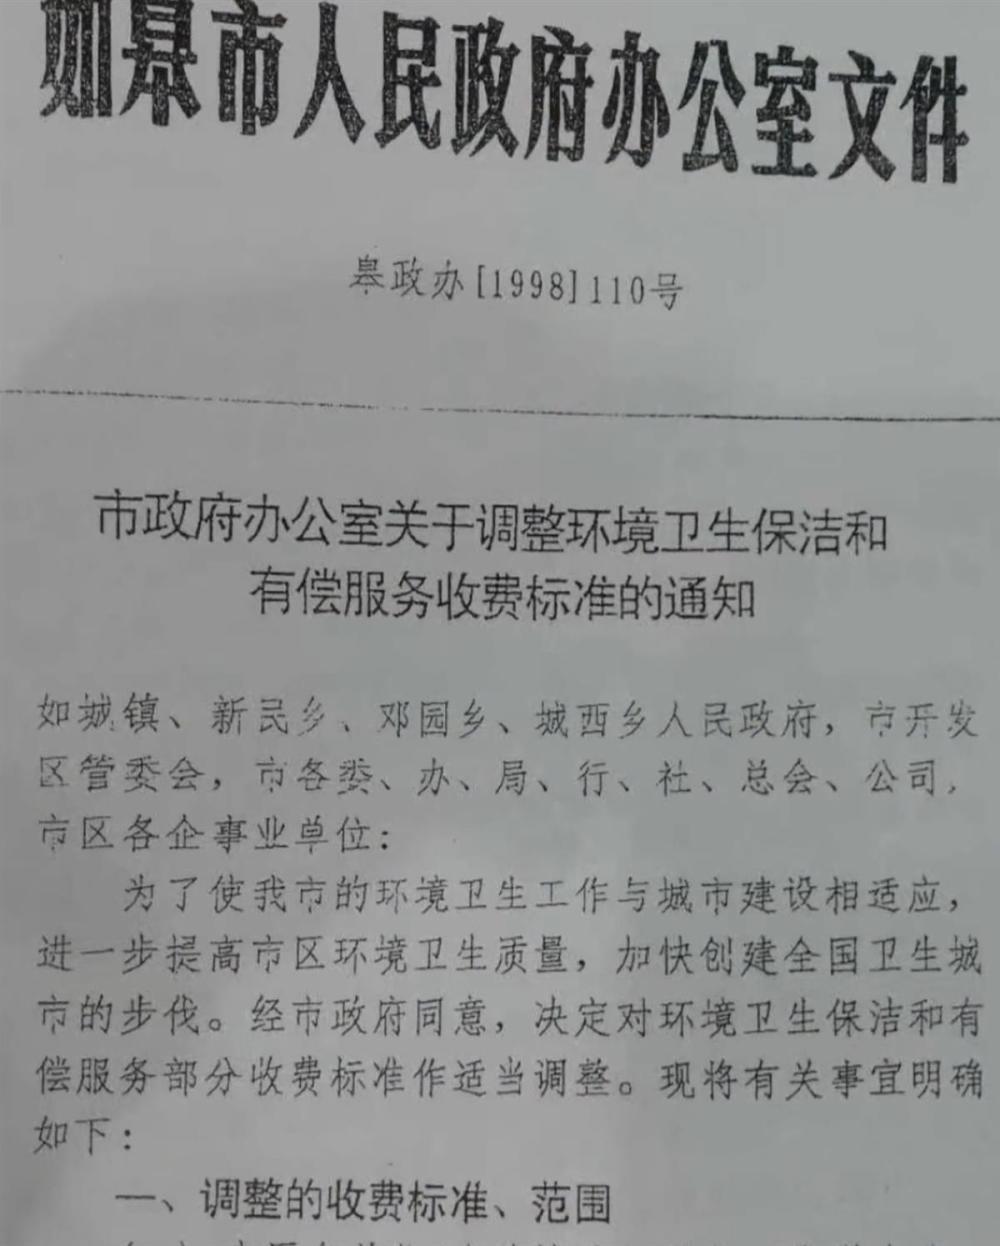 如皋市人民政府办公室文件
皋政办[1998]110号
市政府办公室关于调整环境卫生保洁和
有偿服务收费标准的通知
如城镇、新民乡、邓园乡、城西乡人民政府，市开发
区管委会，市各委、办、局、行、社、总会、公司，
市区各企事业单位：
为了使我市的环境卫生工作与城市建设相适应，
进一步提高市区环境卫生质量，加快创建全国卫生城
市的步伐。经市政府同意，决定对环境卫生保洁和有
偿服务部分收费标准作适当调整。现将有关事宜明确
如下：
一、调整的收费标准、范围